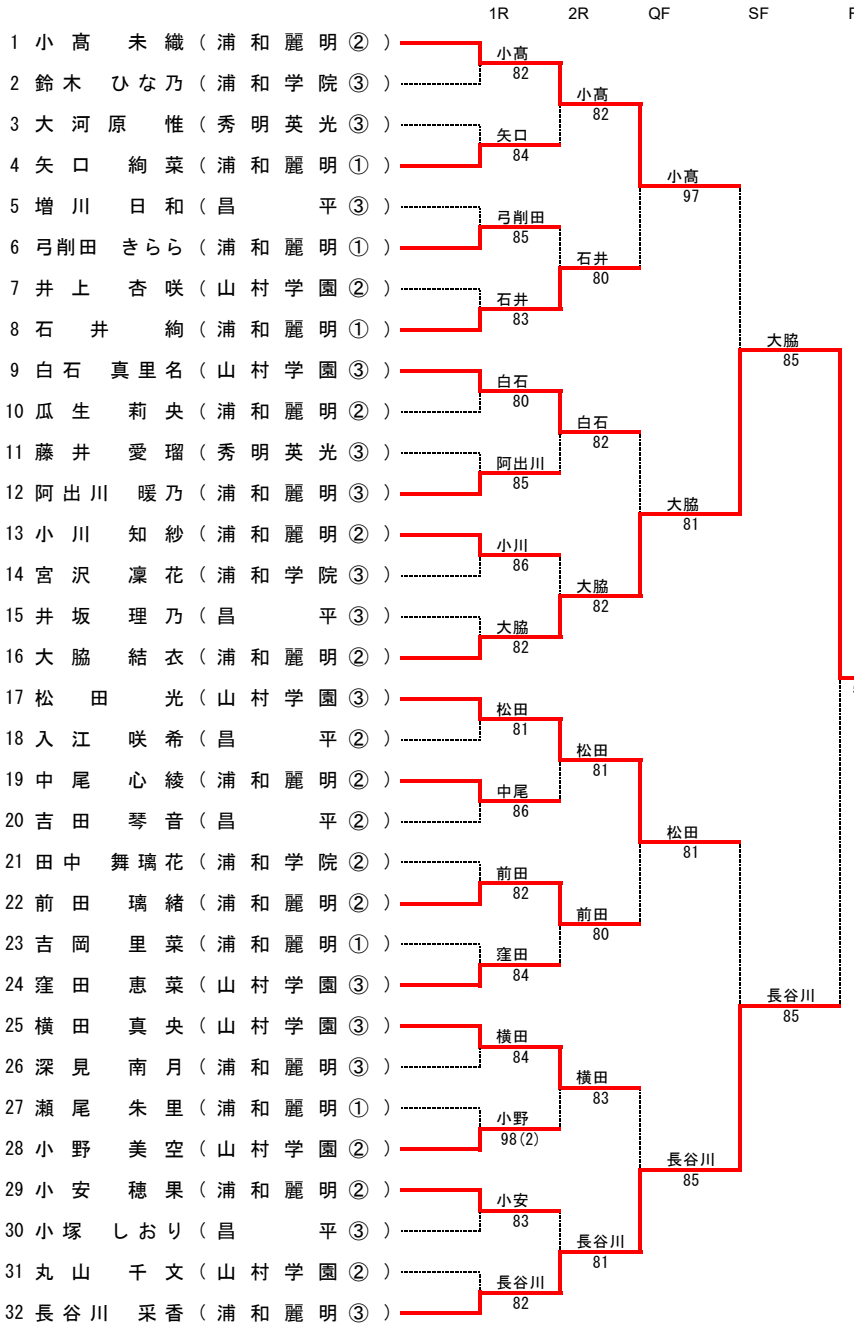 1R 2R QF SF F
1 小髙 未織 ( 浦和麗明② )
2 鈴木 ひな乃 ( 浦和学院③ )
3 大河原 惟 ( 秀明英光③ )
4 矢口 絢菜 ( 浦和麗明① )
5 増川 日和 ( 昌平③ )
6 弓削田 きらら ( 浦和麗明① )
7 井上 杏咲 ( 山村学園② )
8 石井 絢 ( 浦和麗明① )
9 白石 真里名 ( 山村学園③ )
10 瓜生 莉央 ( 浦和麗明② )
11 藤井 愛瑠 ( 秀明英光③ )
12 阿出川 暖乃 ( 浦和麗明③ )
13 小川 知紗 ( 浦和麗明② )
14 宮沢 凜花 ( 浦和学院③ )
15 井坂 理乃 ( 昌平③ )
16 大脇 結衣 ( 浦和麗明② )
17 松田 光 ( 山村学園③ )
18 入江 咲希 ( 昌平② )
19 中尾 心綾 ( 浦和麗明② )
20 吉田 琴音 ( 昌平② )
21 田中 舞璃花 ( 浦和学院② )
22 前田 璃緒 ( 浦和麗明② )
23 吉岡 里菜 ( 浦和麗明① )
24 窪田 恵菜 ( 山村学園③ )
25 横田 真央 ( 山村学園③ )
26 深見 南月 ( 浦和麗明③ )
27 瀬尾 朱里 ( 浦和麗明① )
28 小野 美空 ( 山村学園② )
29 小安 穂果 ( 浦和麗明② )
30 小塚 しおり ( 昌平③ )
31 丸山 千文 ( 山村学園② )
32 長谷川 采香 ( 浦和麗明③ )
小髙
82
矢口
84
弓削田
85
石井
83
白石
80
阿出川
85
小川
86
大脇
82
松田
81
中尾
86
前田
82
窪田
84
横田
84
小野
98(2)
小安
83
長谷川
82
小髙
82
石井
80
白石
82
大脇
82
松田
81
前田
80
横田
83
長谷川
81
小髙
97
大脇
81
松田
81
長谷川
85
大脇
85
長谷川
85